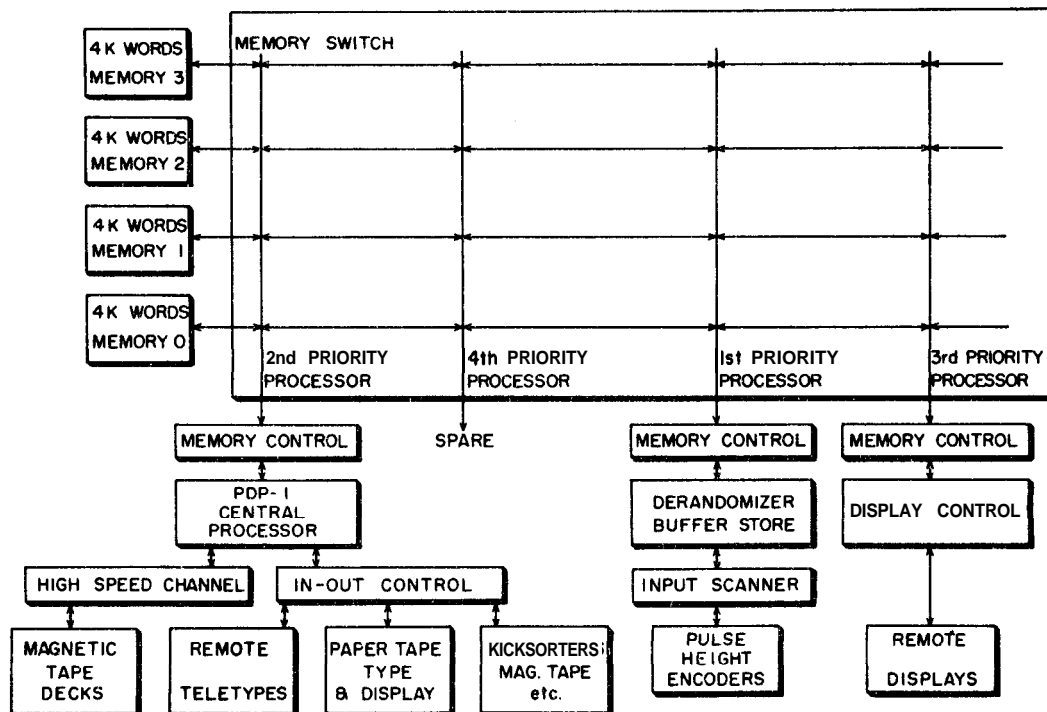 MEMORY SWITCH
4K WORDS
MEMORY 3
4K WORDS
MEMORY 2
4K WORDS
MEMORY 1
4K WORDS
MEMORY 0
2nd PRIORITY
PROCESSOR
4th PRIORITY
PROCESSOR
1st PRIORITY
PROCESSOR
3rd PRIORITY
PROCESSOR
MEMORY CONTROL
SPARE
MEMORY CONTROL
MEMORY CONTROL
PDP-1
CENTRAL
PROCESSOR
DERANDOMIZER
BUFFER STORE
DISPLAY CONTROL
HIGH SPEED CHANNEL
IN-OUT CONTROL
INPUT SCANNER
MAGNETIC
TAPE
DECKS
REMOTE
TELETYPES
PAPER TAPE
TYPE
& DISPLAY
KICKSORTERS;
MAG. TAPE
etc.
PULSE
HEIGHT
ENCODERS
REMOTE
DISPLAYS